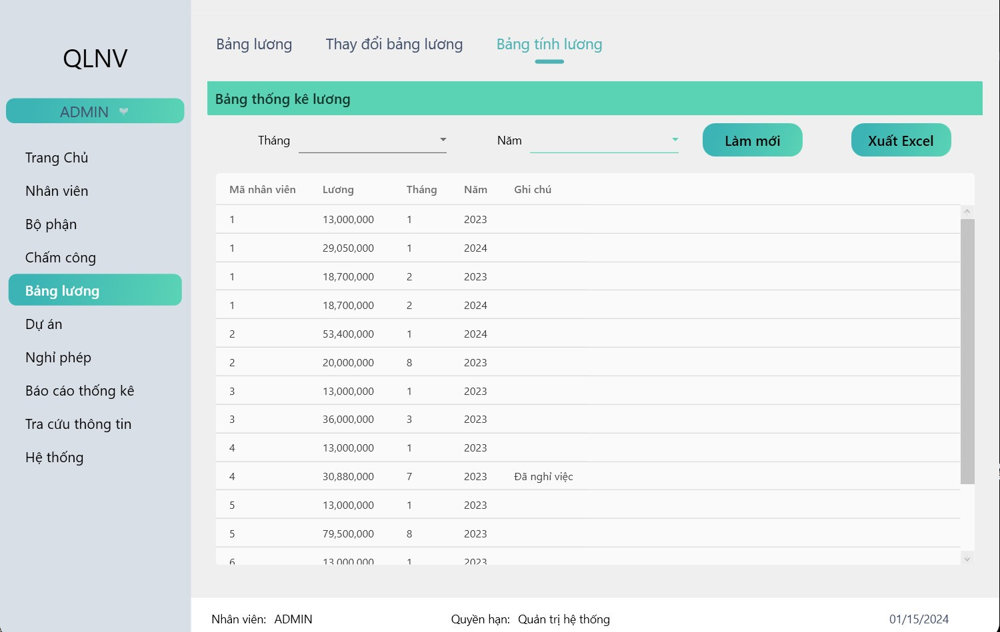 QLNV
ADMIN
Trang Chủ
Nhân viên
Bộ phận
Chấm công
Bảng lương
Dự án
Nghỉ phép
Báo cáo thống kê
Tra cứu thông tin
Hệ thống
Bảng lương Thay đổi bảng lương Bảng tính lương
Bảng thống kê lương
Tháng Năm Làm mới Xuất Excel
Mã nhân viên Lương Tháng Năm Ghi chú
1 13,000,000 1 2023
1 29,050,000 1 2024
1 18,700,000 2 2023
1 18,700,000 2 2024
2 53,400,000 1 2024
2 20,000,000 8 2023
3 13,000,000 1 2023
3 36,000,000 3 2023
4 13,000,000 1 2023
4 30,880,000 7 2023 Đã nghỉ việc
5 13,000,000 1 2023
5 79,500,000 8 2023
6 13,000,000 1 2023
Nhân viên: ADMIN Quyền hạn: Quản trị hệ thống 01/15/2024